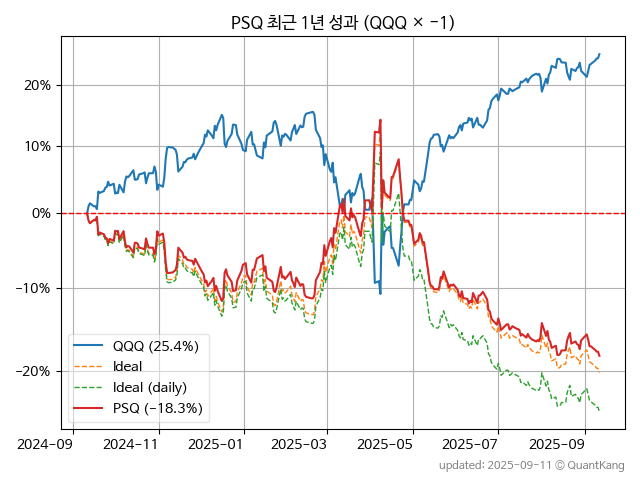 PSQ 최근 1년 성과 (QQQ × −1)
20%
10%
0%
−10%
−20%
QQQ (25.4%)
Ideal
Ideal (daily)
PSQ (−18.3%)
2024-09
2024-11
2025-01
2025-03
2025-05
2025-07
2025-09
updated: 2025-09-11 © QuantKang